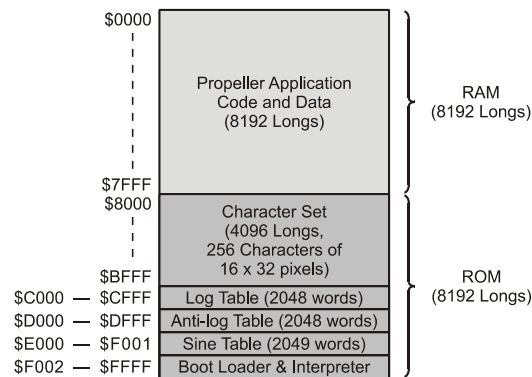 $0000
Propeller Application
Code and Data
(8192 Longs)
RAM
(8192 Longs)
$7FFF
$8000
Character Set
(4096 Longs,
256 Characters of
16 x 32 pixels)
$BFFF
ROM
(8192 Longs)
$C000 — $CFFF Log Table (2048 words)
$D000 — $DFFF Anti-log Table (2048 words)
$E000 — $F001 Sine Table (2049 words)
$F002 — $FFFF Boot Loader & Interpreter